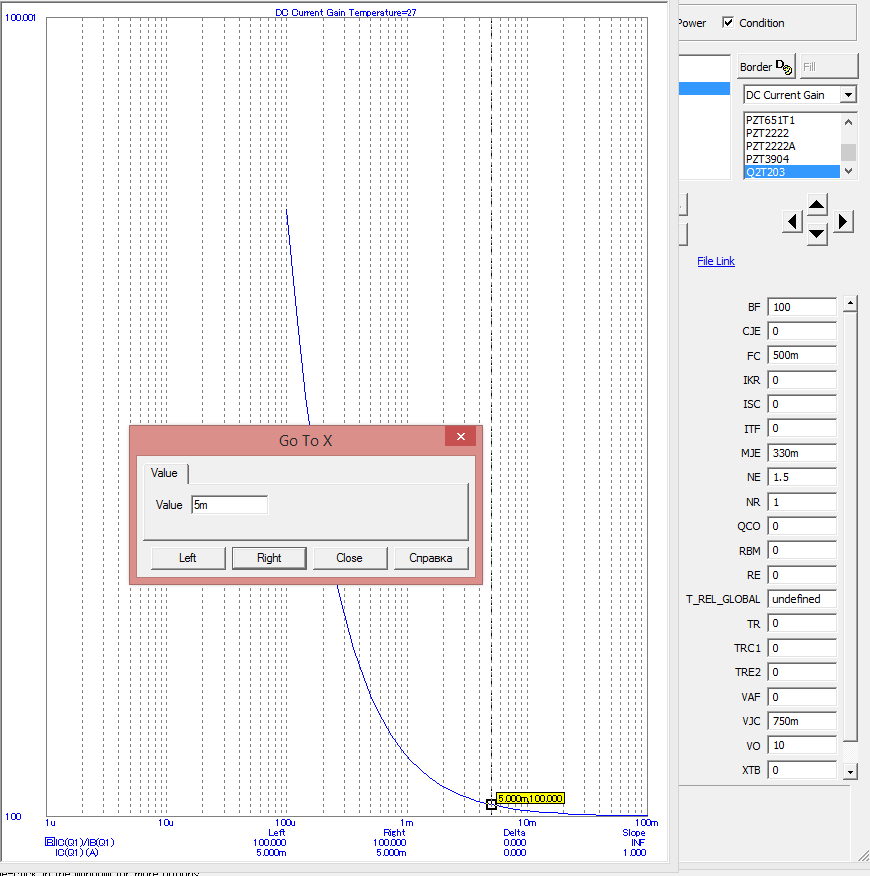 DC Current Gain Temperature=27
100.001
100
1u 10u 100u 1m 10m 100m
5.000m,100.000
Left Right Delta Slope
IC(Q1)/IB(Q1) 100.000 100.000 0.000 INF
IC(Q1) (A) 5.000m 5.000m 0.000 1.000
Go To X
Value
Value 5m
Left Right Close Справка
Power Condition
Border Fill
DC Current Gain
PZT651T1
PZT2222
PZT2222A
PZT3904
Q2T203
File Link
BF 100
CJE 0
FC 500m
IKR 0
ISC 0
ITF 0
MJE 330m
NE 1.5
NR 1
QCO 0
RBM 0
RE 0
T_REL_GLOBAL undefined
TR 0
TRC1 0
TRE2 0
VAF 0
VJC 750m
VO 10
XTB 0